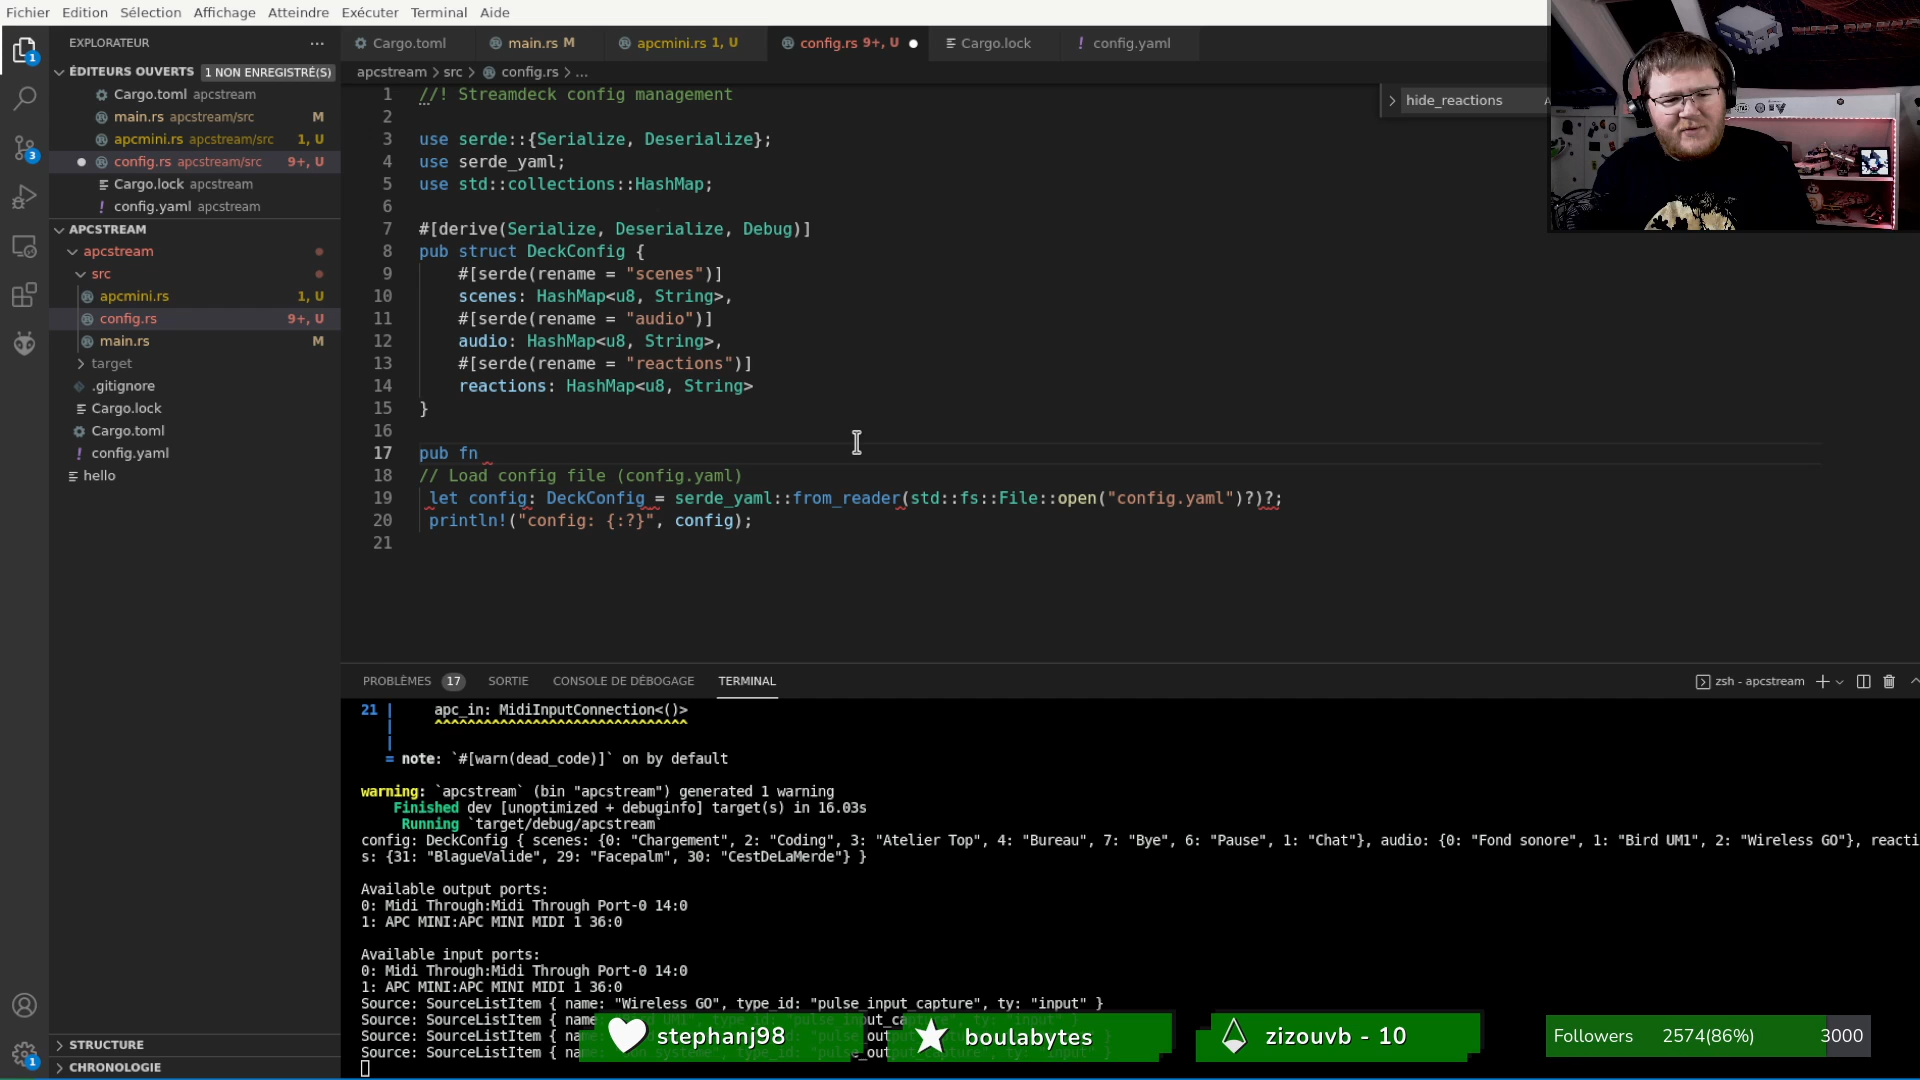 Fichier Edition Sélection Affichage Atteindre Exécuter Terminal Aide
EXPLORATEUR
Cargo.toml main.rs M apcmini.rs 1, U config.rs 9+, U Cargo.lock config.yaml
ÉDITEURS OUVERTS 1 NON ENREGISTRÉ(S)
Cargo.toml apcstream
main.rs apcstream/src M
apcmini.rs apcstream/src 1, U
config.rs apcstream/src 9+, U
Cargo.lock apcstream
config.yaml apcstream
APCSTREAM
apcstream
src
apcmini.rs 1, U
config.rs 9+, U
main.rs M
target
.gitignore
Cargo.lock
Cargo.toml
config.yaml
hello
STRUCTURE
CHRONOLOGIE
1
3
1
1
apcstream > src > config.rs > ...
hide_reactions
1 //! Streamdeck config management
2
3 use serde::{Serialize, Deserialize};
4 use serde_yaml;
5 use std::collections::HashMap;
6
7 #[derive(Serialize, Deserialize, Debug)]
8 pub struct DeckConfig {
9 #[serde(rename = "scenes")]
10 scenes: HashMap<u8, String>,
11 #[serde(rename = "audio")]
12 audio: HashMap<u8, String>,
13 #[serde(rename = "reactions")]
14 reactions: HashMap<u8, String>
15 }
16
17 pub fn
18 // Load config file (config.yaml)
19 let config: DeckConfig = serde_yaml::from_reader(std::fs::File::open("config.yaml")?)?;
20 println!("config: {:?}", config);
21
PROBLÈMES 17 SORTIE CONSOLE DE DÉBOGAGE TERMINAL
zsh - apcstream
21 | apc_in: MidiInputConnection<()>
| ^^^^^^^^^^^^^^^^^^^^^^^^^^^^^^^
|
= note: `#[warn(dead_code)]` on by default
warning: `apcstream` (bin "apcstream") generated 1 warning
Finished dev [unoptimized + debuginfo] target(s) in 16.03s
Running `target/debug/apcstream`
config: DeckConfig { scenes: {0: "Chargement", 2: "Coding", 3: "Atelier Top", 4: "Bureau", 7: "Bye", 6: "Pause", 1: "Chat"}, audio: {0: "Fond sonore", 1: "Bird UM1", 2: "Wireless GO"}, reacti
s: {31: "BlagueValide", 29: "Facepalm", 30: "CestDeLaMerde"} }
Available output ports:
0: Midi Through:Midi Through Port-0 14:0
1: APC MINI:APC MINI MIDI 1 36:0
Available input ports:
0: Midi Through:Midi Through Port-0 14:0
1: APC MINI:APC MINI MIDI 1 36:0
Source: SourceListItem { name: "Wireless GO", type_id: "pulse_input_capture", ty: "input" }
Source: SourceListItem { name
Source: SourceListItem { na
Source: SourceListItem { na
stephanj98
boulabytes
zizouvb - 10
Followers 2574(86%) 3000